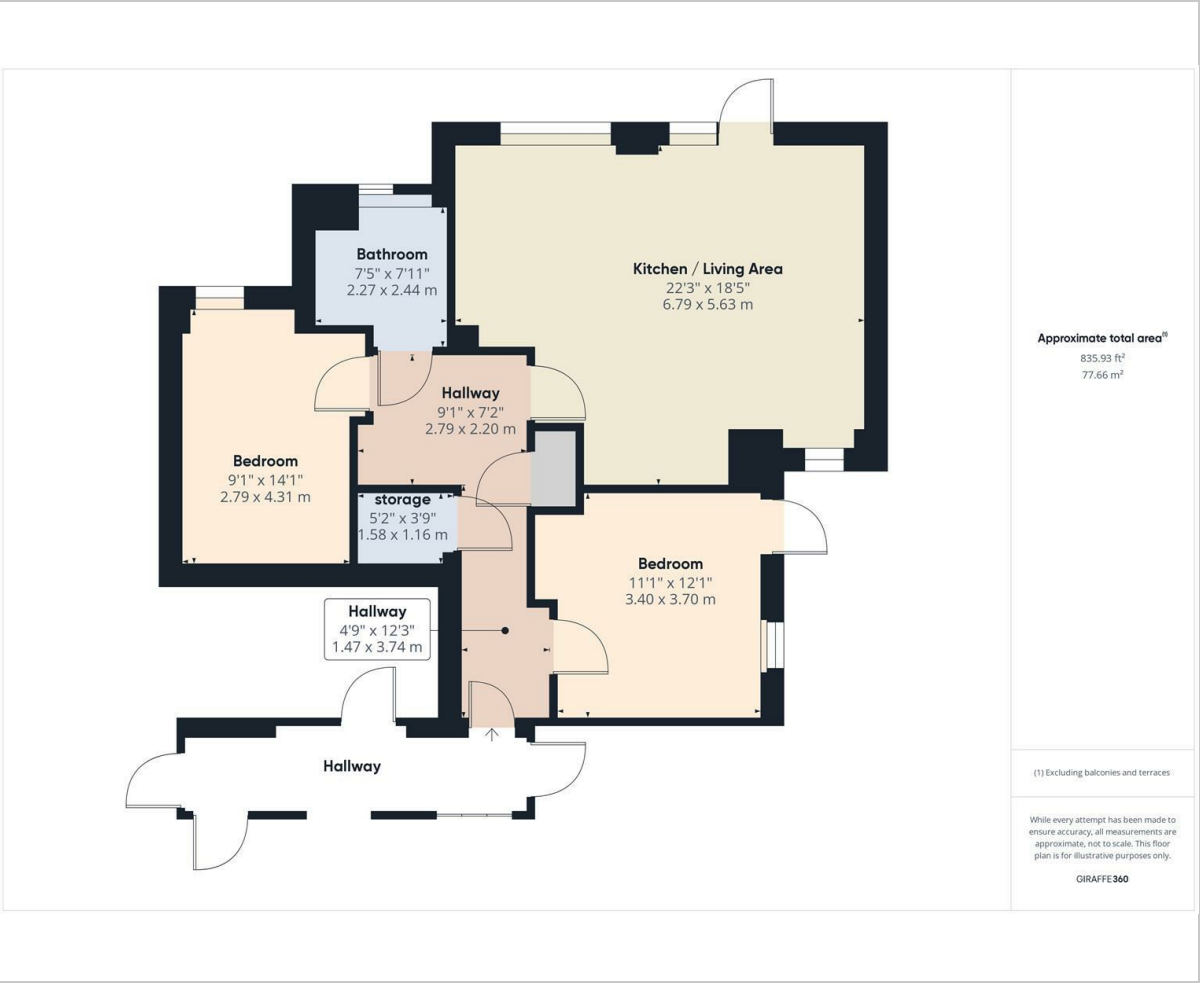 Kitchen / Living Area
22'3" x 18'5"
6.79 x 5.63 m
Bathroom
7'5" x 7'11"
2.27 x 2.44 m
Hallway
9'1" x 7'2"
2.79 x 2.20 m
Bedroom
9'1" x 14'1"
2.79 x 4.31 m
storage
5'2" x 3'9"
1.58 x 1.16 m
Bedroom
11'1" x 12'1"
3.40 x 3.70 m
Hallway
4'9" x 12'3"
1.47 x 3.74 m
Hallway
Approximate total area(1)
835.93 ft²
77.66 m²
(1) Excluding balconies and terraces
While every attempt has been made to
ensure accuracy, all measurements are
approximate, not to scale. This floor
plan is for illustrative purposes only.
GIRAFFE360